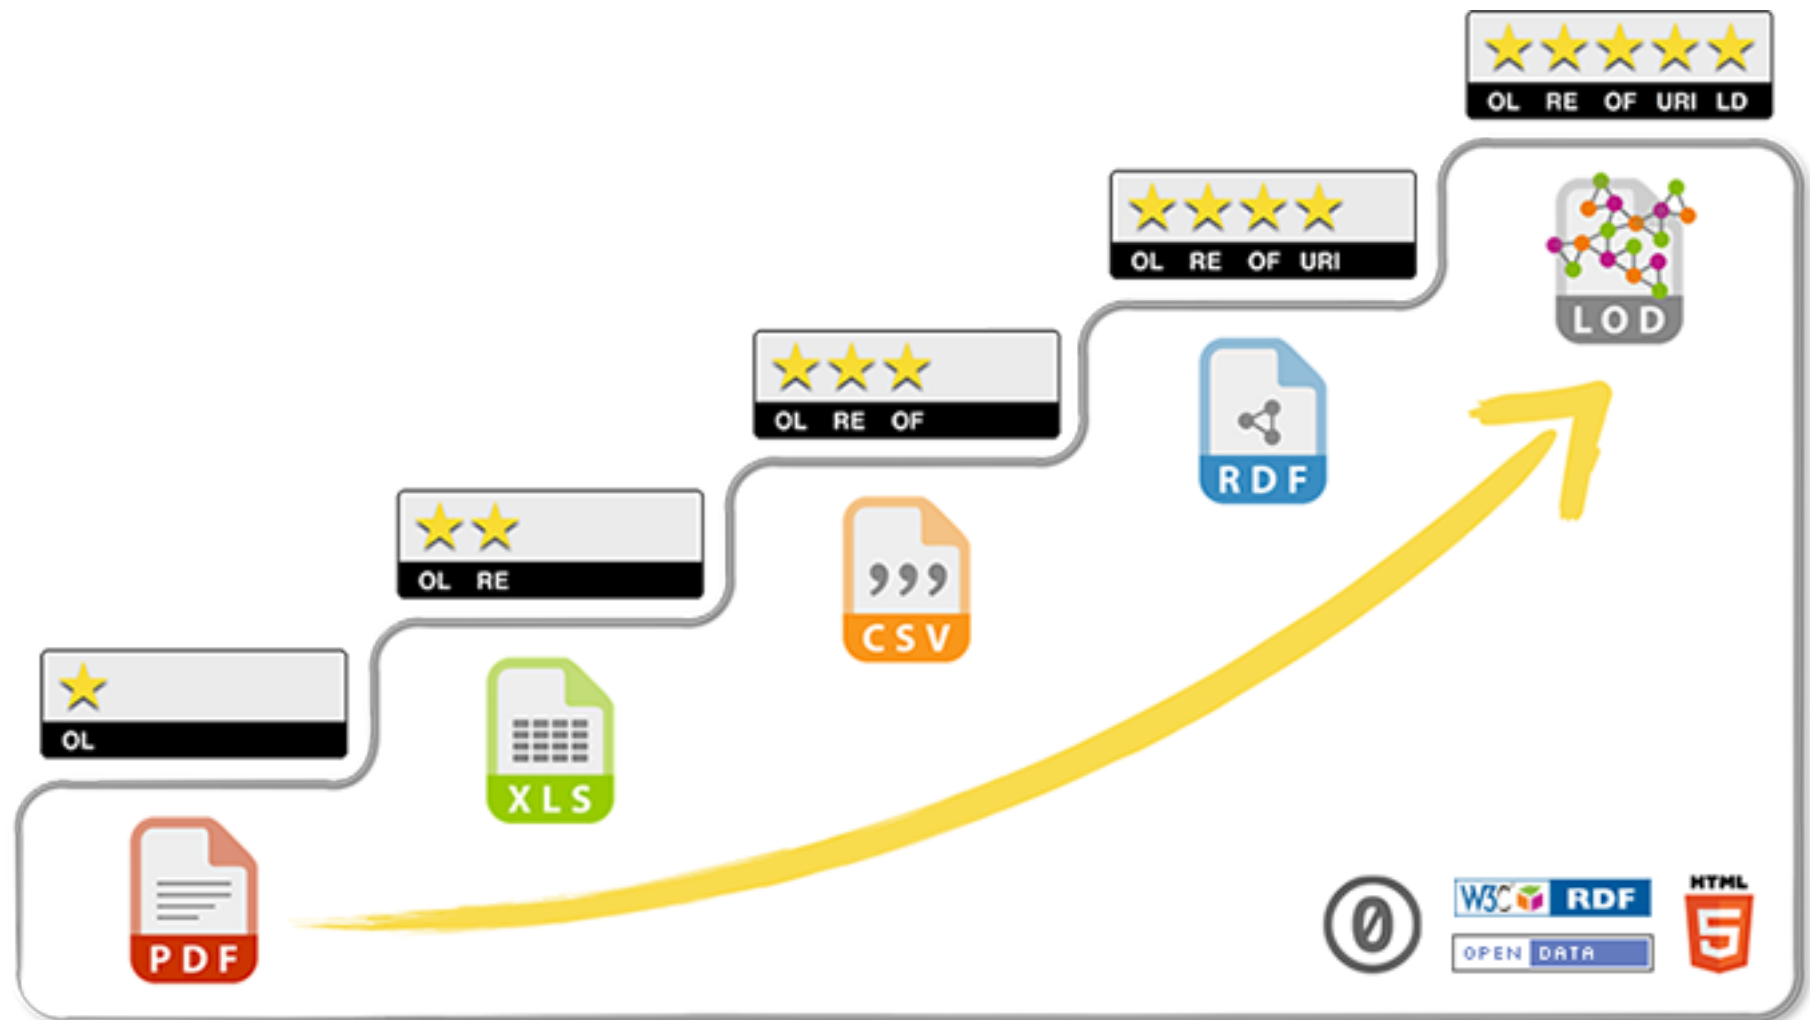 OL RE OF URI LD
LOD
OL RE OF URI
RDF
OL RE OF
CSV
OL RE
XLS
OL
PDF
0
W3C RDF
OPEN DATA
HTML
5